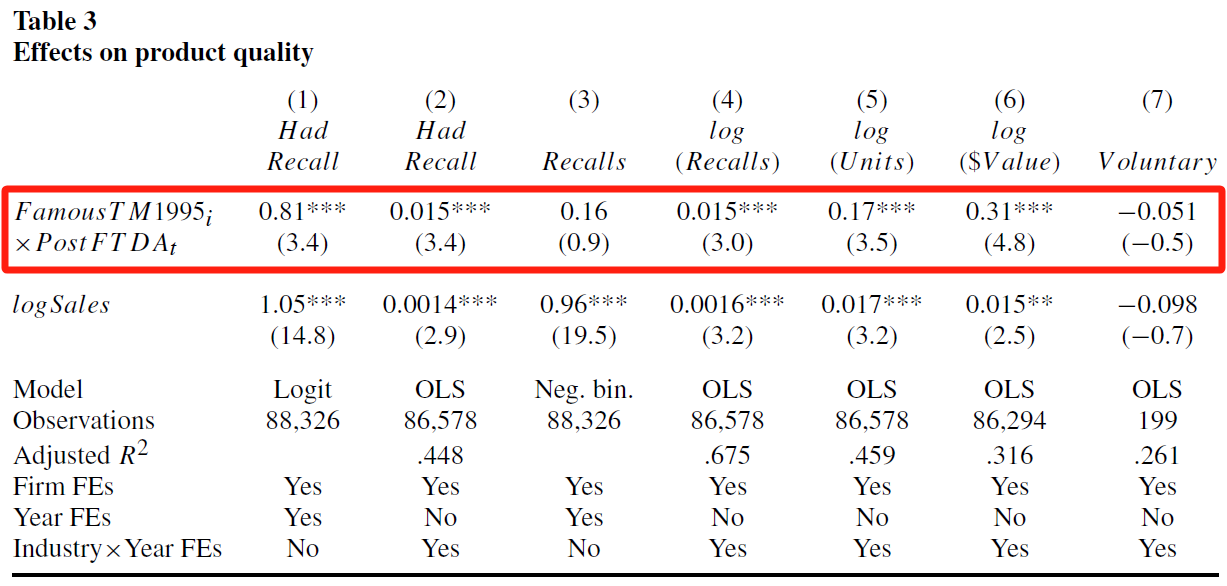 Table 3
Effects on product quality
(1) (2) (3) (4) (5) (6) (7)
Had Had log log log
Recall Recall Recalls (Recalls) (Units) ($Value) Voluntary
FamousTM1995i 0.81*** 0.015*** 0.16 0.015*** 0.17*** 0.31*** −0.051
×PostFTDAt (3.4) (3.4) (0.9) (3.0) (3.5) (4.8) (−0.5)
logSales 1.05*** 0.0014*** 0.96*** 0.0016*** 0.017*** 0.015** −0.098
(14.8) (2.9) (19.5) (3.2) (3.2) (2.5) (−0.7)
Model Logit OLS Neg. bin. OLS OLS OLS OLS
Observations 88,326 86,578 88,326 86,578 86,578 86,294 199
Adjusted R2 .448 .675 .459 .316 .261
Firm FEs Yes Yes Yes Yes Yes Yes Yes
Year FEs Yes No Yes No No No No
Industry×Year FEs No Yes No Yes Yes Yes Yes